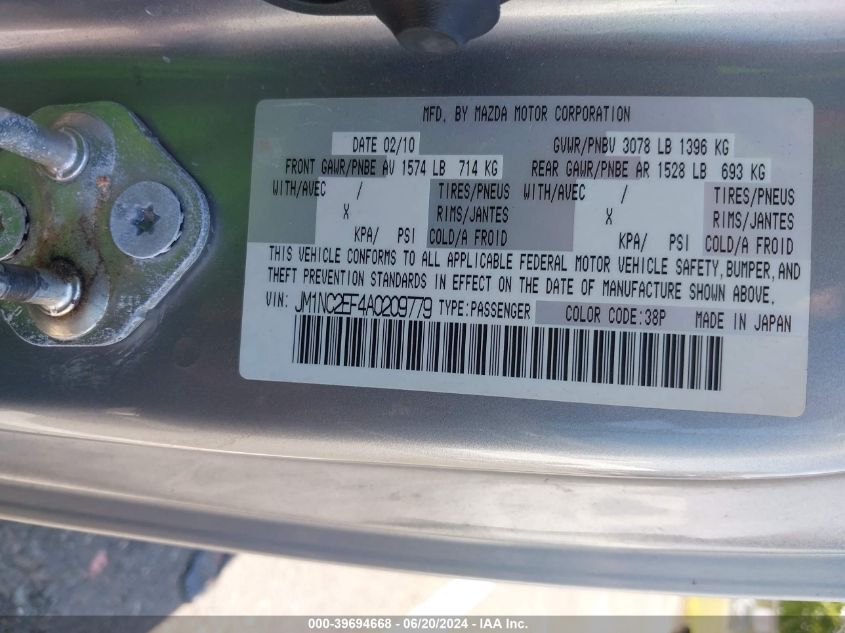 MFD. BY MAZDA MOTOR CORPORATION
DATE 02/10 GVWR/PNBV 3078 LB 1396 KG
FRONT GAWR/PNBE AV 1574 LB 714 KG REAR GAWR/PNBE AR 1528 LB 693 KG
WITH/AVEC / TIRES/PNEUS WITH/AVEC / TIRES/PNEUS
X RIMS/JANTES X RIMS/JANTES
KPA/ PSI COLD/A FROID KPA/ PSI COLD/A FROID
THIS VEHICLE CONFORMS TO ALL APPLICABLE FEDERAL MOTOR VEHICLE SAFETY, BUMPER, AND
THEFT PREVENTION STANDARDS IN EFFECT ON THE DATE OF MANUFACTURE SHOWN ABOVE.
VIN: JM1NC2EF4A0209779 TYPE:PASSENGER COLOR CODE:38P MADE IN JAPAN
000-39694668 - 06/20/2024 - IAA Inc.